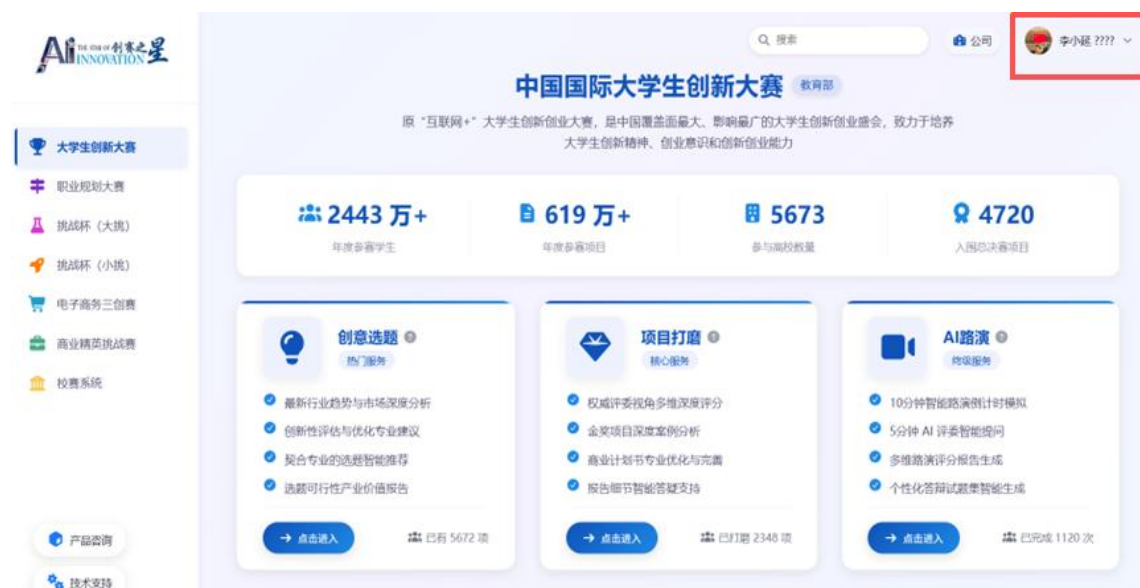 Ai THE STAR OF 创赛之星
INNOVATION
搜索
公司
李小延 ????
中国国际大学生创新大赛 教育部
原“互联网+”大学生创新创业大赛，是中国覆盖面最大、影响最广的大学生创新创业盛会，致力于培养
大学生创新精神、创业意识和创新创业能力
大学生创新大赛
职业规划大赛
挑战杯（大挑）
挑战杯（小挑）
电子商务三创赛
商业精英挑战赛
校赛系统
产品咨询
技术支持
2443 万+
年度参赛学生
619 万+
年度参赛项目
5673
参与高校数量
4720
入围总决赛项目
创意选题
热门服务
最新行业趋势与市场深度分析
创新性评估与优化专业建议
契合专业的选题智能推荐
选题可行性产业价值报告
点击进入
已有 5672 项
项目打磨
核心服务
权威评委视角多维深度评分
金奖项目深度案例分析
商业计划书专业优化与完善
报告细节智能答疑支持
点击进入
已打磨 2348 项
AI路演
终级服务
10分钟智能路演倒计时模拟
5分钟 AI 评委智能提问
多维路演评分报告生成
个性化答辩试题集智能生成
点击进入
已完成 1120 次